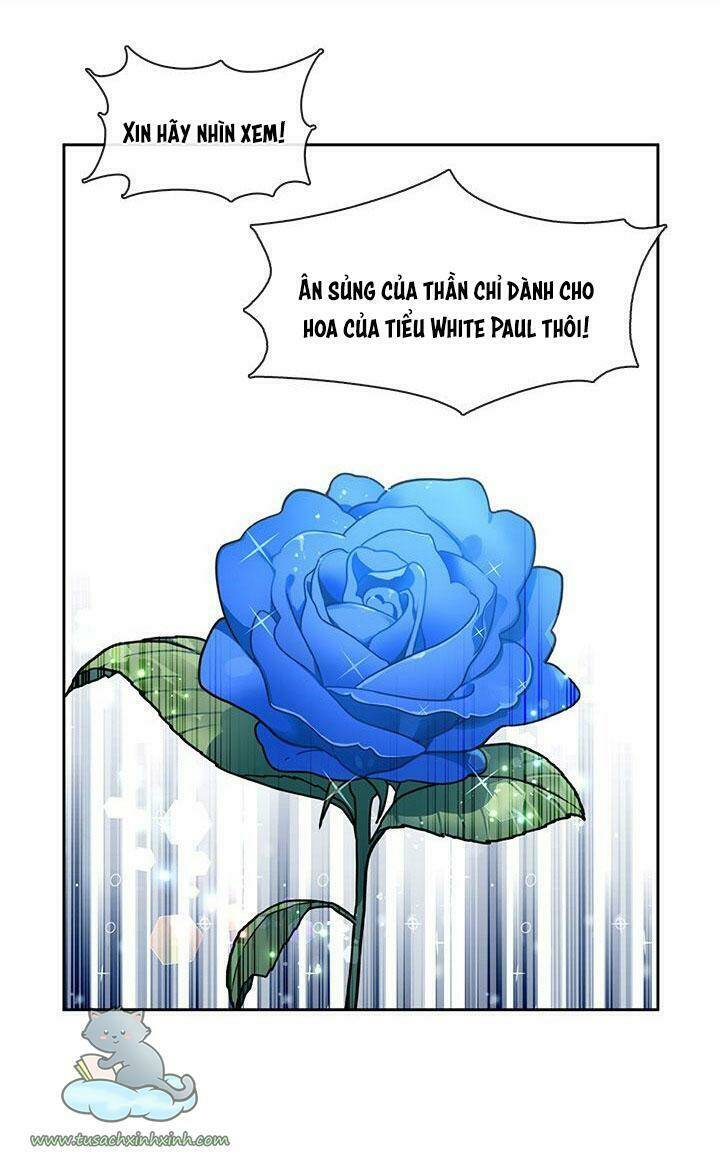 Xin hãy nhìn xem!
Ân sủng của thần chỉ dành cho
hoa của tiểu White Paul thôi!
www.tusachxinhxinh.com